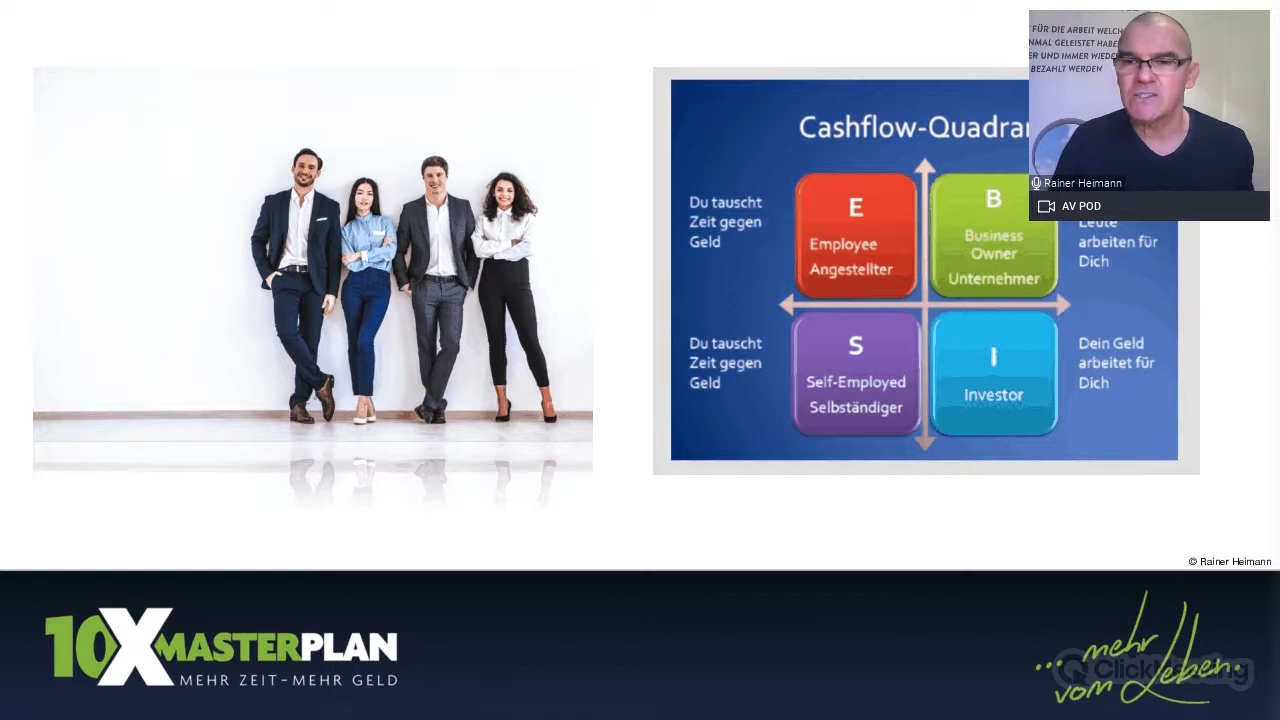 FÜR DIE ARBEIT WELCH
NMAL GELEISTET HABE
ER UND IMMER WIEDE
BEZAHLT WERDEN
Rainer Heimann
AV POD
Cashflow-Quadran
Du tauscht
Zeit gegen
Geld
E
Employee
Angestellter
B
Business
Owner
Unternehmer
Leute
arbeiten für
Dich
Du tauscht
Zeit gegen
Geld
S
Self-Employed
Selbständiger
I
Investor
Dein Geld
arbeitet für
Dich
© Rainer Heimann
10XMASTERPLAN
MEHR ZEIT-MEHR GELD
... mehr
vom Leben.